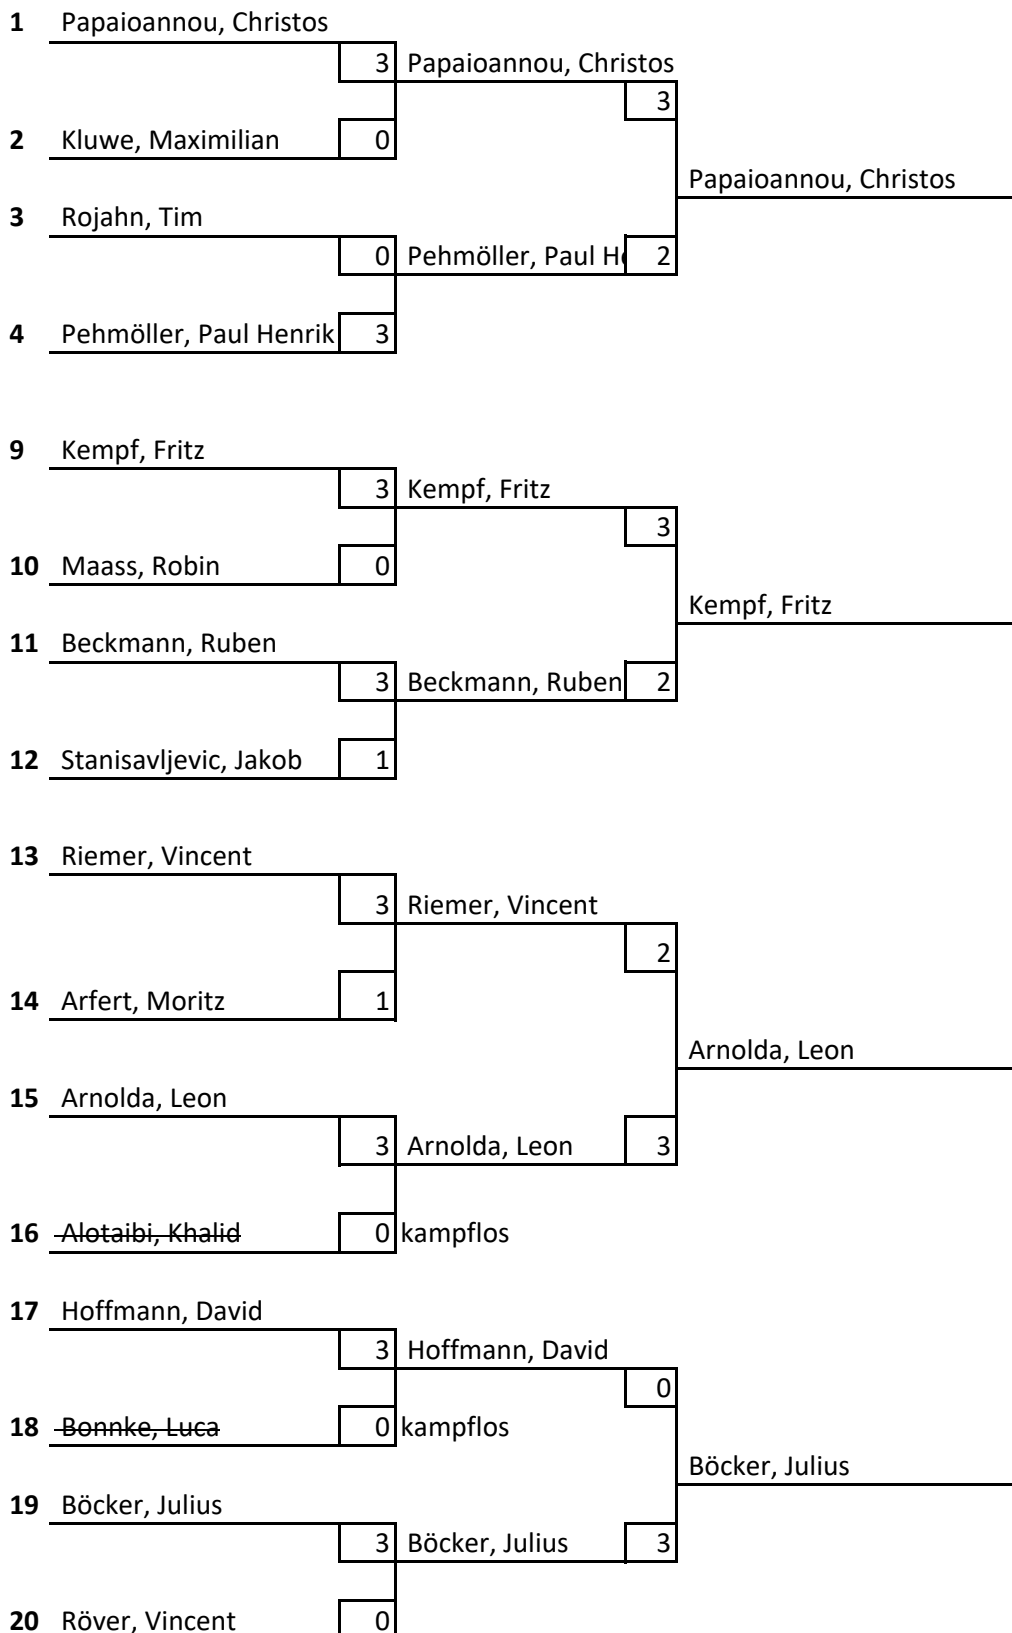 1 Papaioannou, Christos
3 Papaioannou, Christos
3
2 Kluwe, Maximilian 0
Papaioannou, Christos
3 Rojahn, Tim
0 Pehmöller, Paul He 2
4 Pehmöller, Paul Henrik 3
9 Kempf, Fritz
3 Kempf, Fritz
3
10 Maass, Robin 0
Kempf, Fritz
11 Beckmann, Ruben
3 Beckmann, Ruben 2
12 Stanisavljevic, Jakob 1
13 Riemer, Vincent
3 Riemer, Vincent
2
14 Arfert, Moritz 1
Arnolda, Leon
15 Arnolda, Leon
3 Arnolda, Leon 3
16 Alotaibi, Khalid 0 kampflos
17 Hoffmann, David
3 Hoffmann, David
0
18 Bonnke, Luca 0 kampflos
Böcker, Julius
19 Böcker, Julius
3 Böcker, Julius 3
20 Röver, Vincent 0